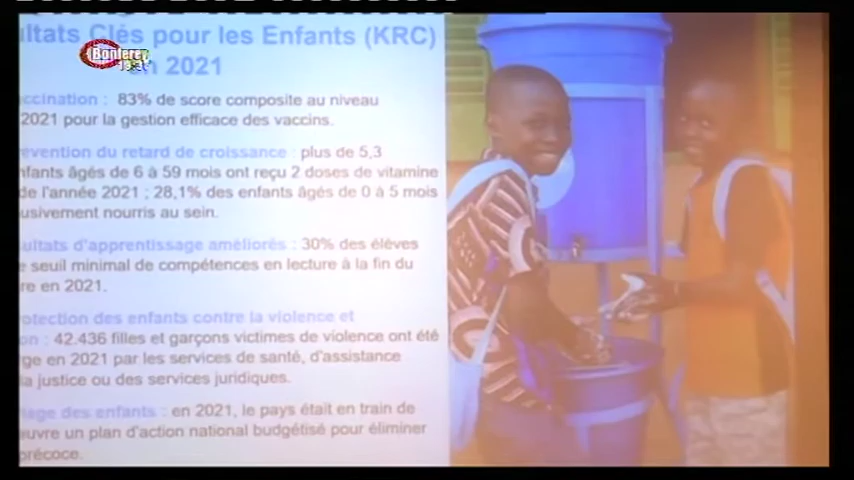 ultats Clés pour les Enfants (KRC)
Bonferey
en 2021
ccination : 83% de score composite au niveau
2021 pour la gestion efficace des vaccins.
évention du retard de croissance : plus de 5,3
nfants âgés de 6 à 59 mois ont reçu 2 doses de vitamine
de l'année 2021 ; 28,1% des enfants âgés de 0 à 5 mois
usivement nourris au sein.
ultats d'apprentissage améliorés : 30% des élèves
e seuil minimal de compétences en lecture à la fin du
re en 2021.
otection des enfants contre la violence et
on : 42.436 filles et garçons victimes de violence ont été
ge en 2021 par les services de santé, d'assistance
la justice ou des services juridiques.
iage des enfants : en 2021, le pays était en train de
euvre un plan d'action national budgétisé pour éliminer
précoce.